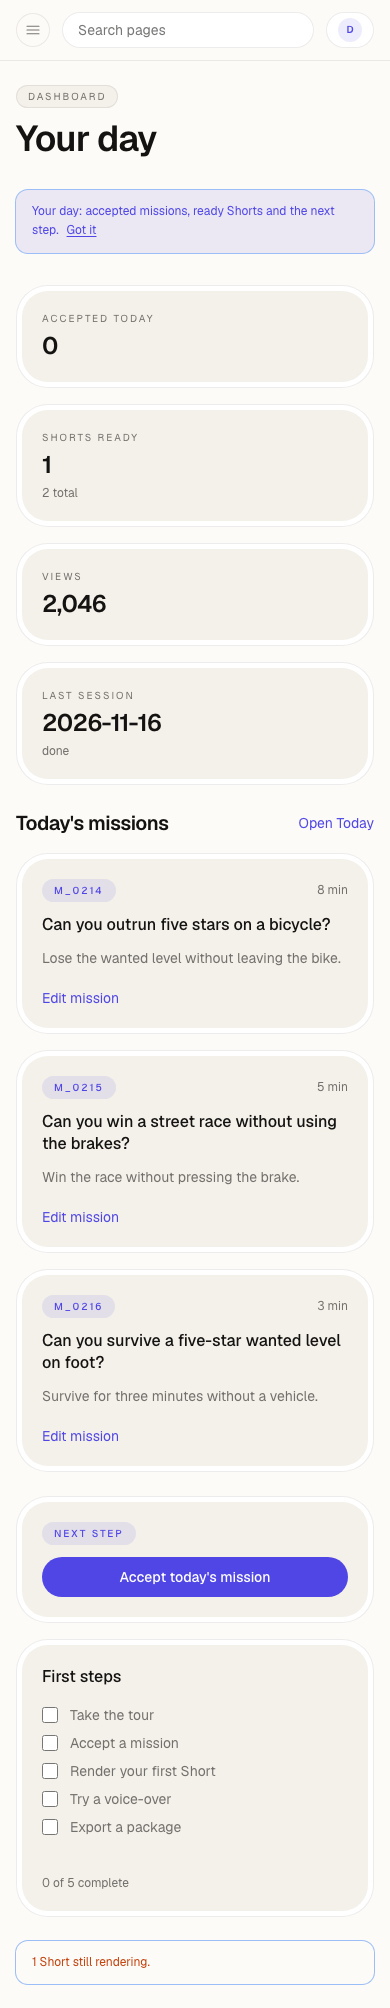 Search pages
D
DASHBOARD
Your day
Your day: accepted missions, ready Shorts and the next
step. Got it
ACCEPTED TODAY
0
SHORTS READY
1
2 total
VIEWS
2,046
LAST SESSION
2026-11-16
done
Today's missions Open Today
M_0214 8 min
Can you outrun five stars on a bicycle?
Lose the wanted level without leaving the bike.
Edit mission
M_0215 5 min
Can you win a street race without using
the brakes?
Win the race without pressing the brake.
Edit mission
M_0216 3 min
Can you survive a five-star wanted level
on foot?
Survive for three minutes without a vehicle.
Edit mission
NEXT STEP
Accept today's mission
First steps
Take the tour
Accept a mission
Render your first Short
Try a voice-over
Export a package
0 of 5 complete
1 Short still rendering.